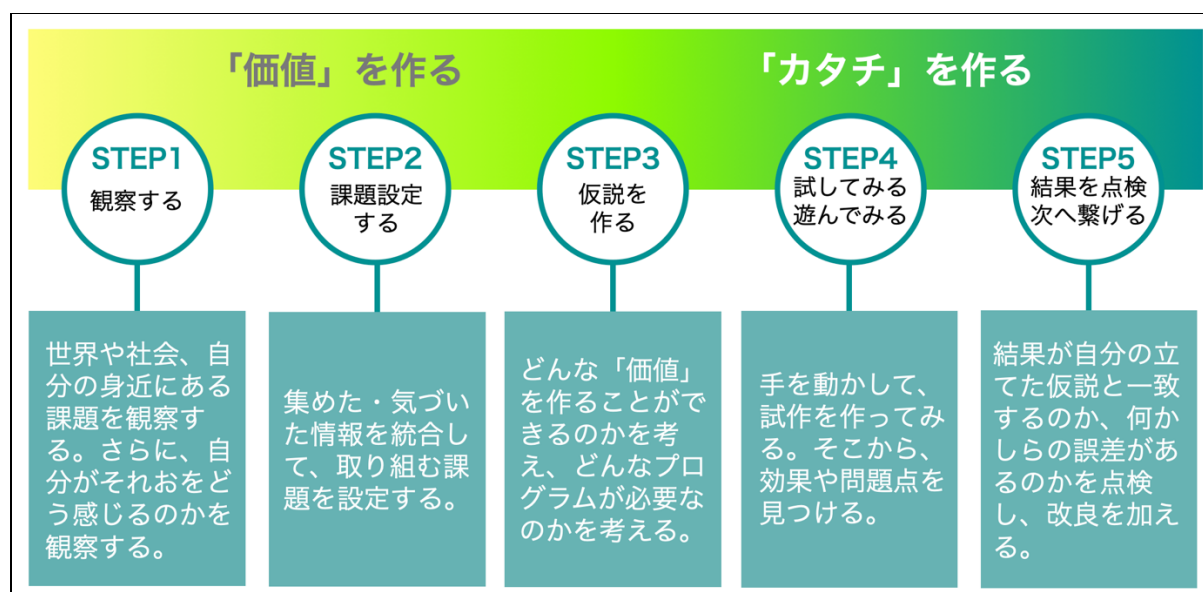 「価値」を作る
「カタチ」を作る
STEP1
観察する
STEP2
課題設定
する
STEP3
仮説を
作る
STEP4
試してみる
遊んでみる
STEP5
結果を点検
次へ繋げる
世界や社会、自
分の身近にある
課題を観察す
る。さらに、自
分がそれおをど
う感じるのかを
観察する。
集めた・気づい
た情報を統合し
て、取り組む課
題を設定する。
どんな「価値」
を作ることがで
きるのかを考
え、どんなプロ
グラムが必要な
のかを考える。
手を動かして、
試作を作ってみ
る。そこから、
効果や問題点を
見つける。
結果が自分の立
てた仮説と一致
するのか、何か
しらの誤差があ
るのかを点検
し、改良を加え
る。